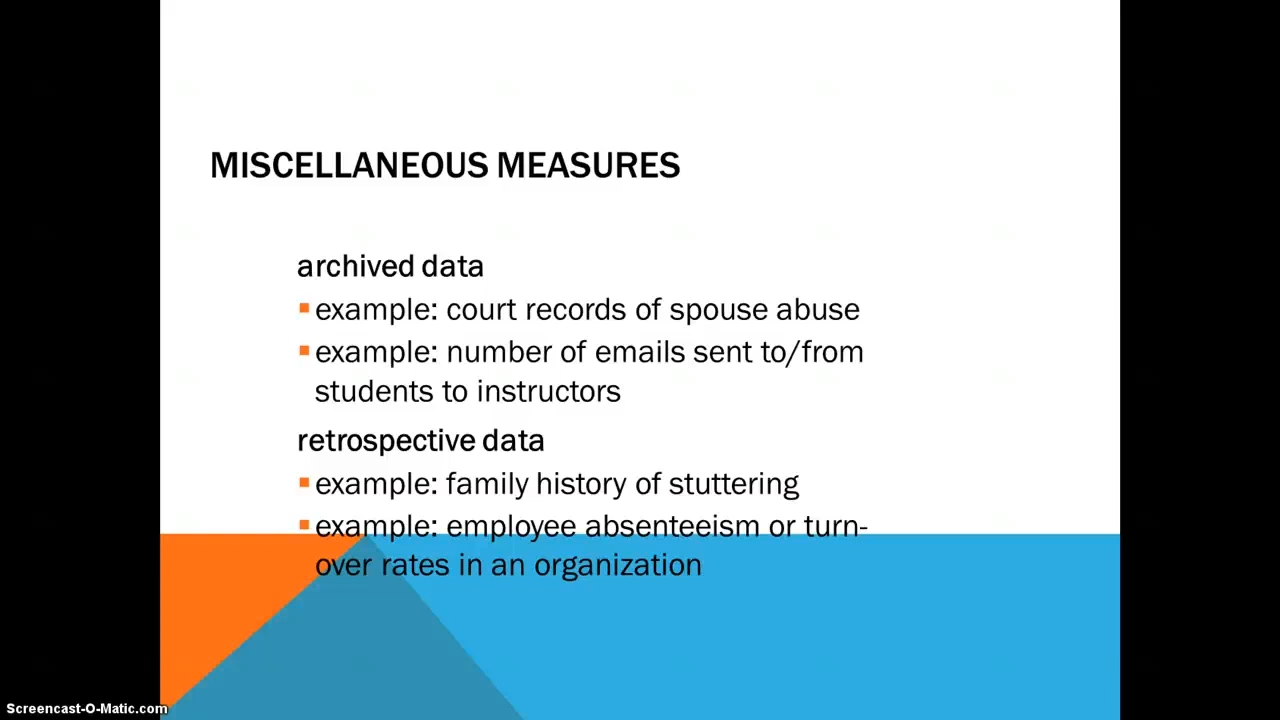 MISCELLANEOUS MEASURES
archived data
example: court records of spouse abuse
example: number of emails sent to/from
students to instructors
retrospective data
example: family history of stuttering
example: employee absenteeism or turn-
over rates in an organization
Screencast-O-Matic.com